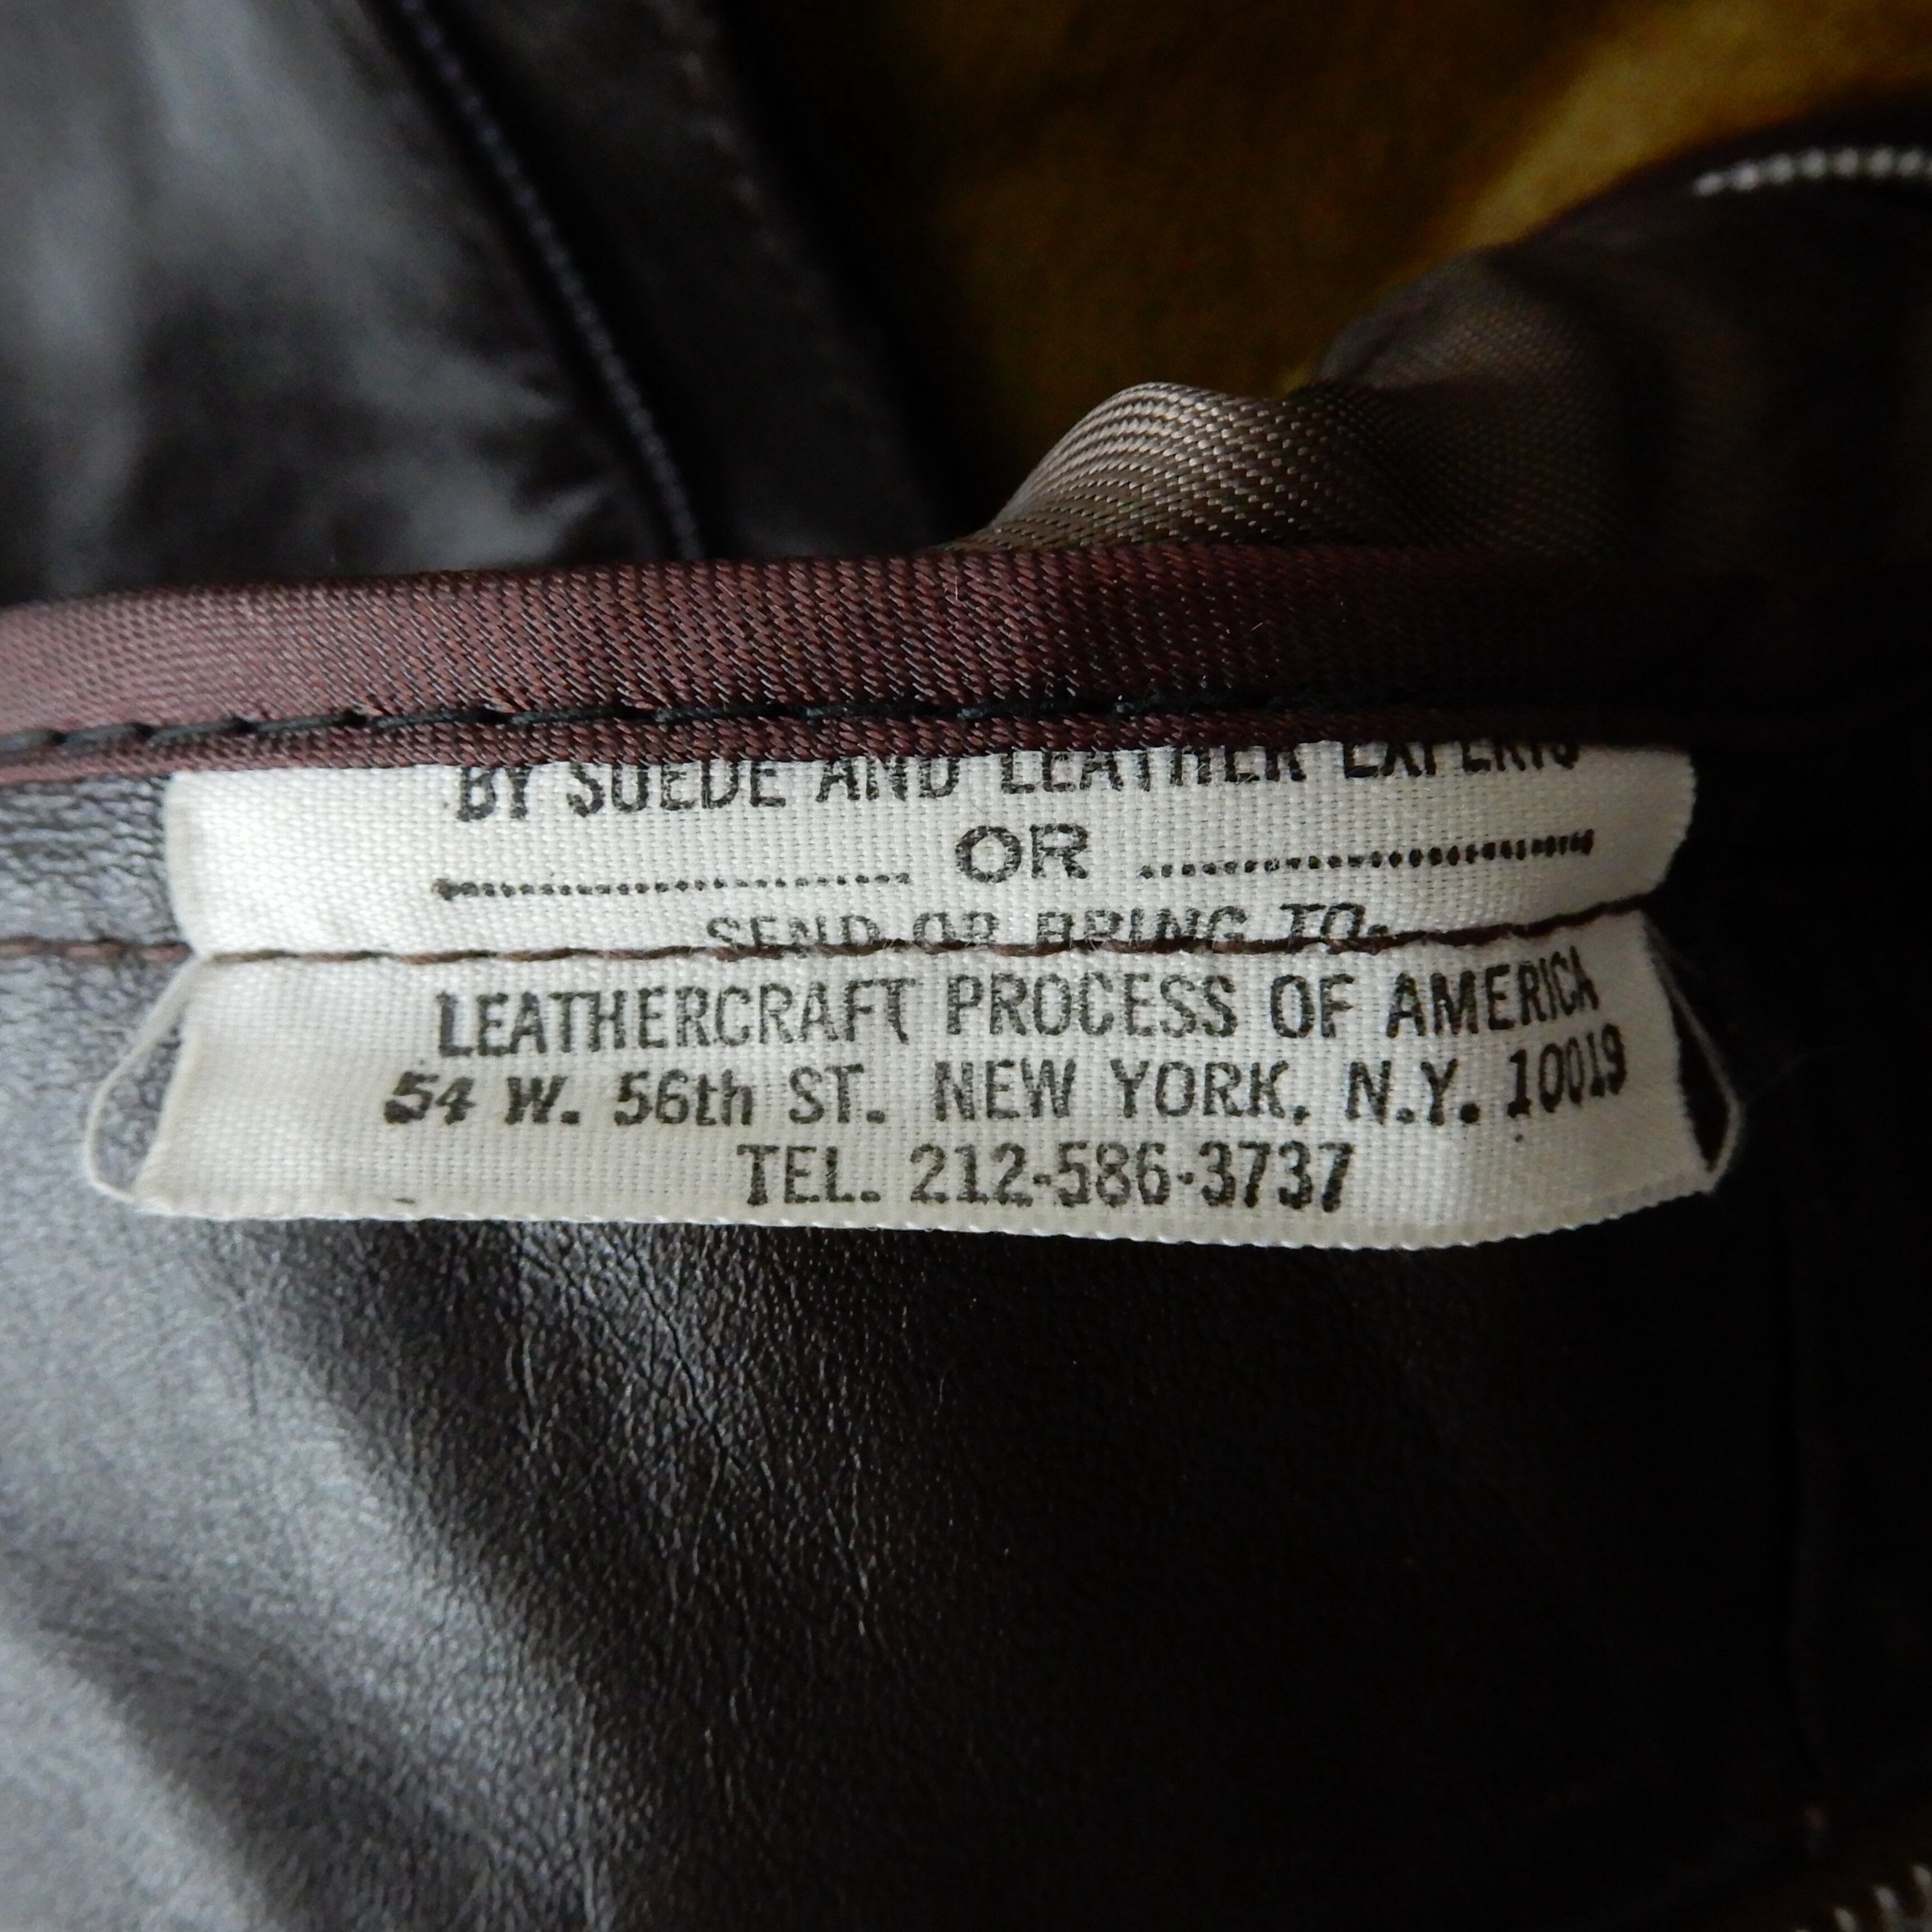 BY SUEDE AND LEATHER EXPERTS
OR
SEND OR BRING TO:
LEATHERCRAFT PROCESS OF AMERICA
54 W. 56th ST. NEW YORK, N.Y. 10019
TEL. 212-586-3737